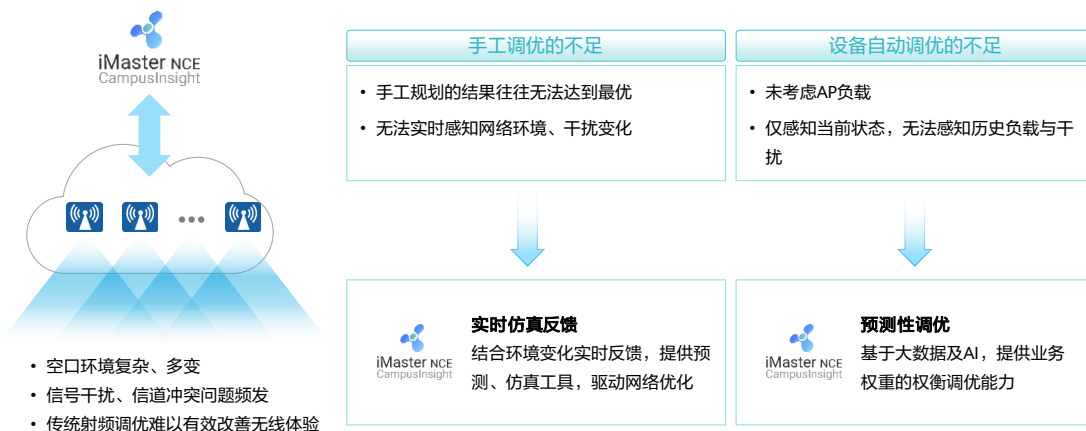 iMaster NCE
CampusInsight
• 空口环境复杂、多变
• 信号干扰、信道冲突问题频发
• 传统射频调优难以有效改善无线体验
手工调优的不足
• 手工规划的结果往往无法达到最优
• 无法实时感知网络环境、干扰变化
iMaster NCE
CampusInsight
实时仿真反馈
结合环境变化实时反馈，提供预
测、仿真工具，驱动网络优化
设备自动调优的不足
• 未考虑AP负载
• 仅感知当前状态，无法感知历史负载与干
扰
iMaster NCE
CampusInsight
预测性调优
基于大数据及AI，提供业务
权重的权衡调优能力